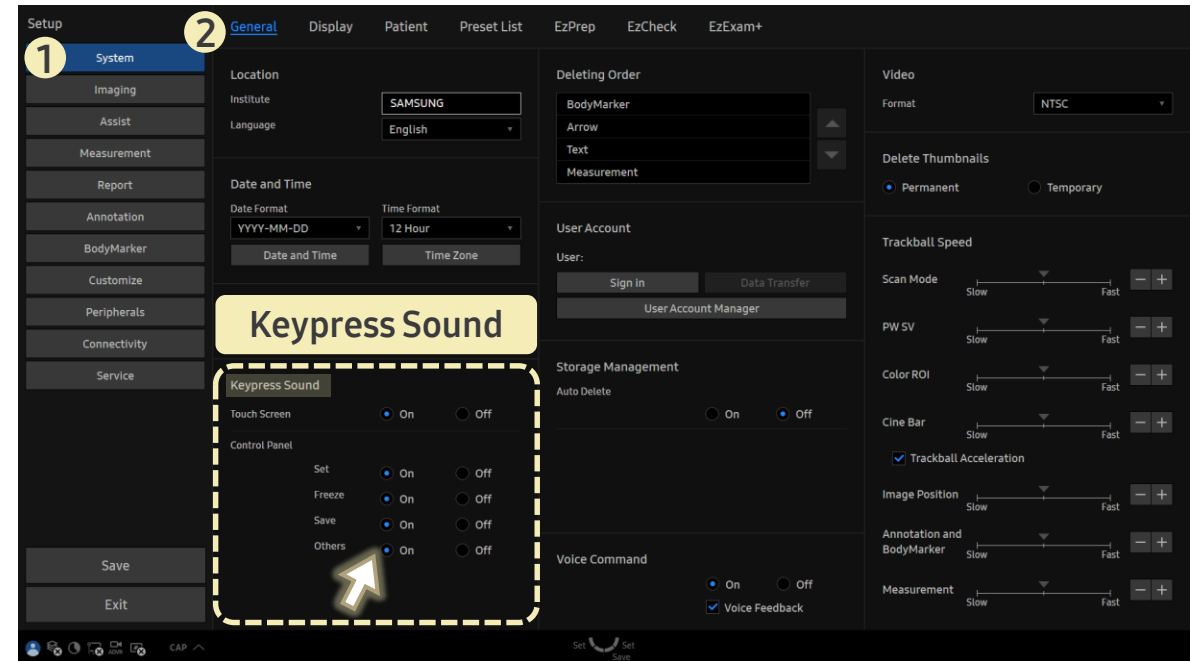 Setup
1
System
Imaging
Assist
Measurement
Report
Annotation
BodyMarker
Customize
Peripherals
Connectivity
Service
Save
Exit
2
General Display Patient Preset List EzPrep EzCheck EzExam+
Location
Institute SAMSUNG
Language English
Date and Time
Date Format Time Format
YYYY-MM-DD 12 Hour
Date and Time Time Zone
Keypress Sound
Keypress Sound
Touch Screen On Off
Control Panel
Set On Off
Freeze On Off
Save On Off
Others On Off
Deleting Order
BodyMarker
Arrow
Text
Measurement
User Account
User:
Sign in Data Transfer
User Account Manager
Storage Management
Auto Delete
On Off
Voice Command
On Off
Voice Feedback
Video
Format NTSC
Delete Thumbnails
Permanent Temporary
Trackball Speed
Scan Mode
Slow Fast
PW SV
Slow Fast
Color ROI
Slow Fast
Cine Bar
Slow Fast
Trackball Acceleration
Image Position
Slow Fast
Annotation and
BodyMarker
Slow Fast
Measurement
Slow Fast
CAP
Set Set
Save